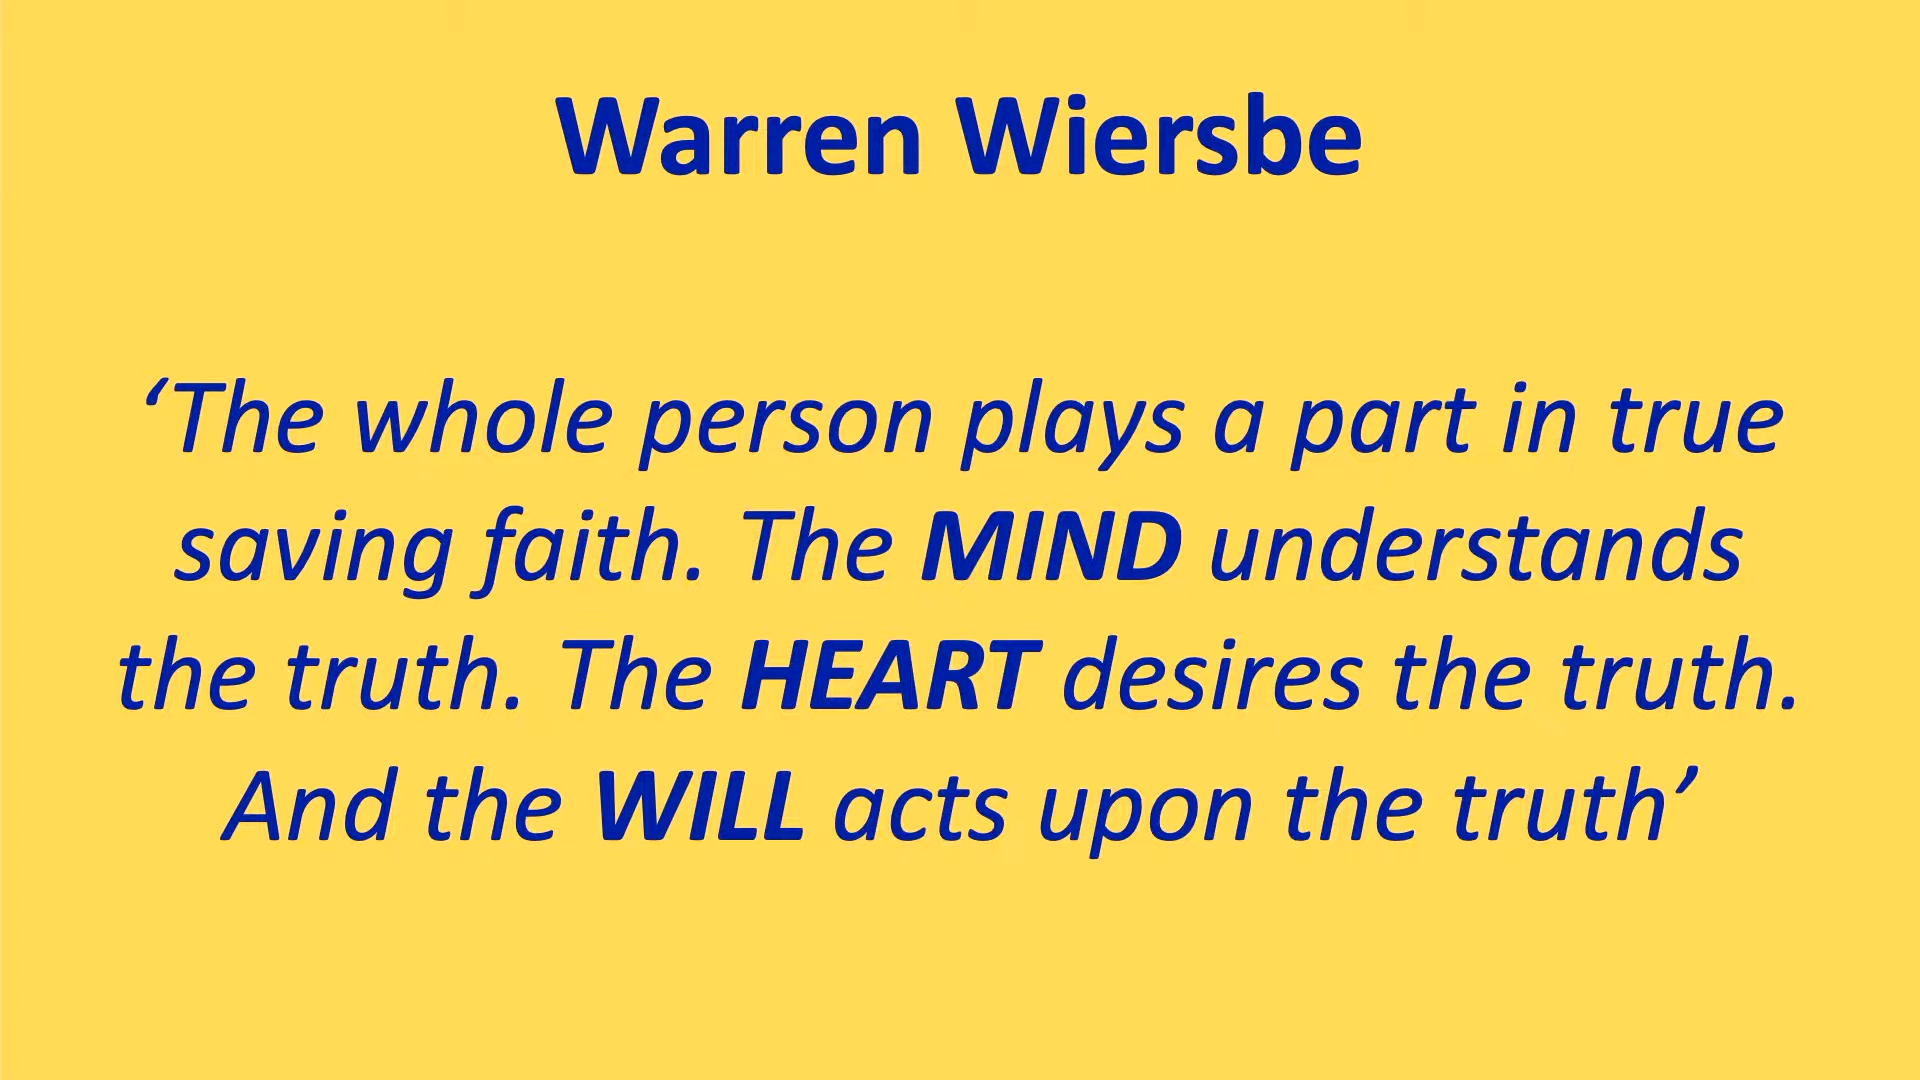 Warren Wiersbe
‘The whole person plays a part in true
saving faith. The MIND understands
the truth. The HEART desires the truth.
And the WILL acts upon the truth’